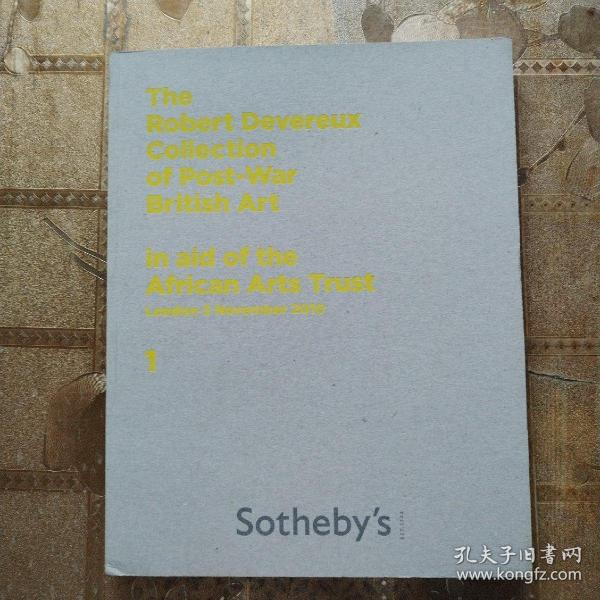 The
Robert Devereux
Collection
of Post-War
British Art
in aid of the
African Arts Trust
London 3 November 2010
1
Sotheby's
孔夫子旧书网
www.kongfz.com